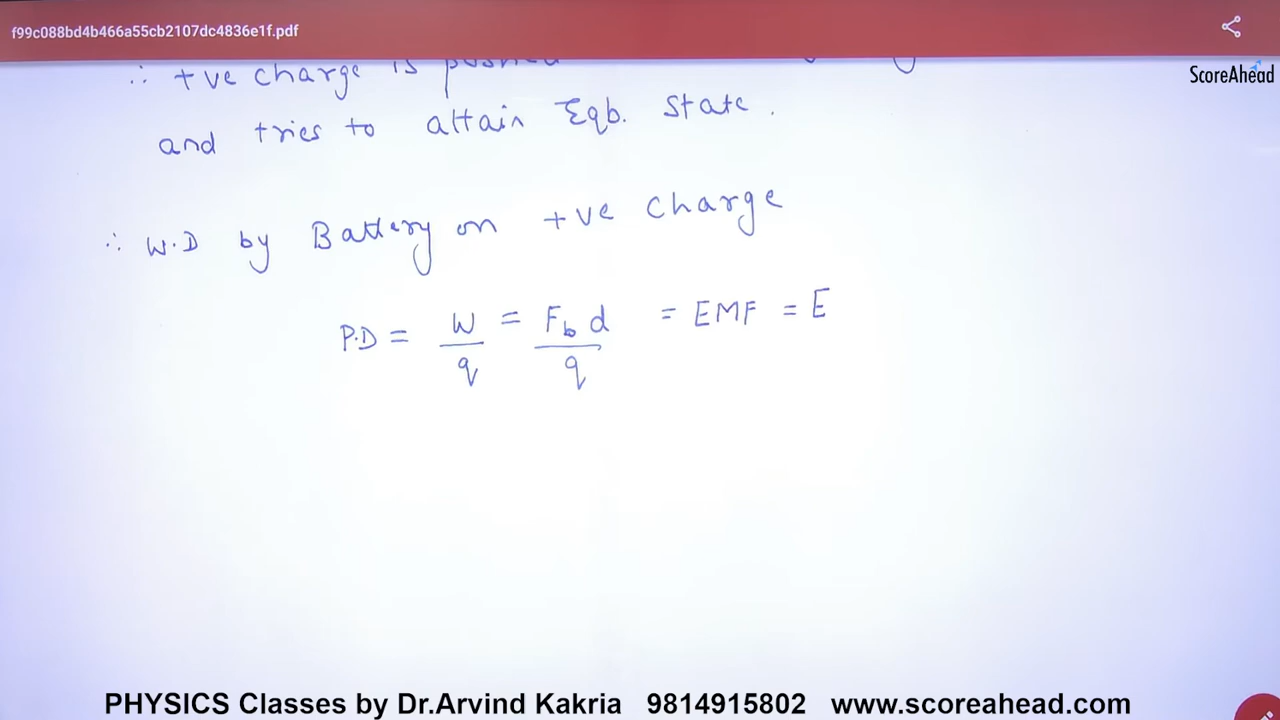 f99c088bd4b466a55cb2107dc4836e1f.pdf
ScoreAhead
∴ +ve charge is pushed
and tries to attain Eqb. state.
∴ W.D by Battery on +ve charge
P.D = W/q = F_b d/q = EMF = E
PHYSICS Classes by Dr.Arvind Kakria 9814915802 www.scoreahead.com